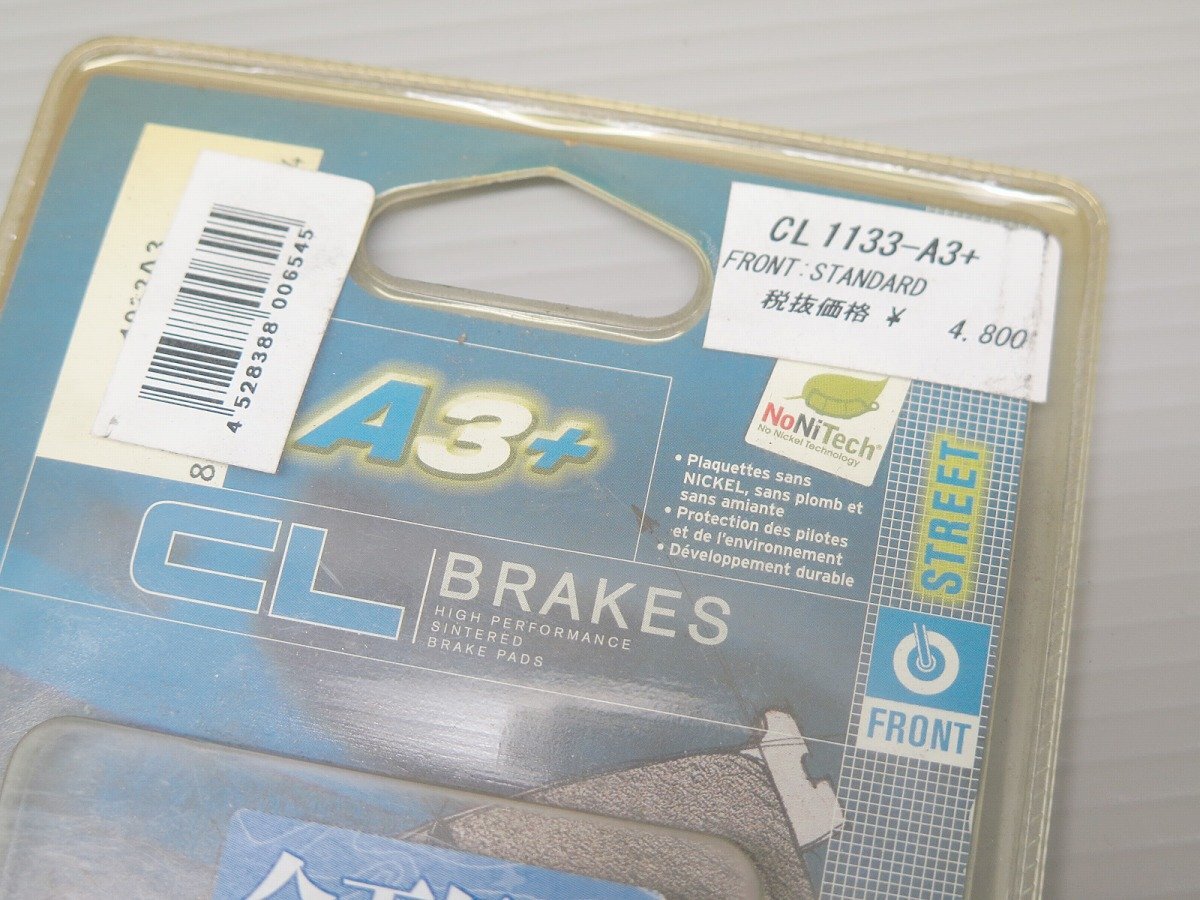 CL 1133-A3+
FRONT:STANDARD
税抜価格 ¥ 4.800
4 528388 006545
8
A3+
NoNiTech®
No Nickel Technology
• Plaquettes sans
NICKEL, sans plomb et
sans amiante
• Protection des pilotes
et de l'environnement
• Développement durable
STREET
FRONT
CL BRAKES
HIGH PERFORMANCE
SINTERED
BRAKE PADS